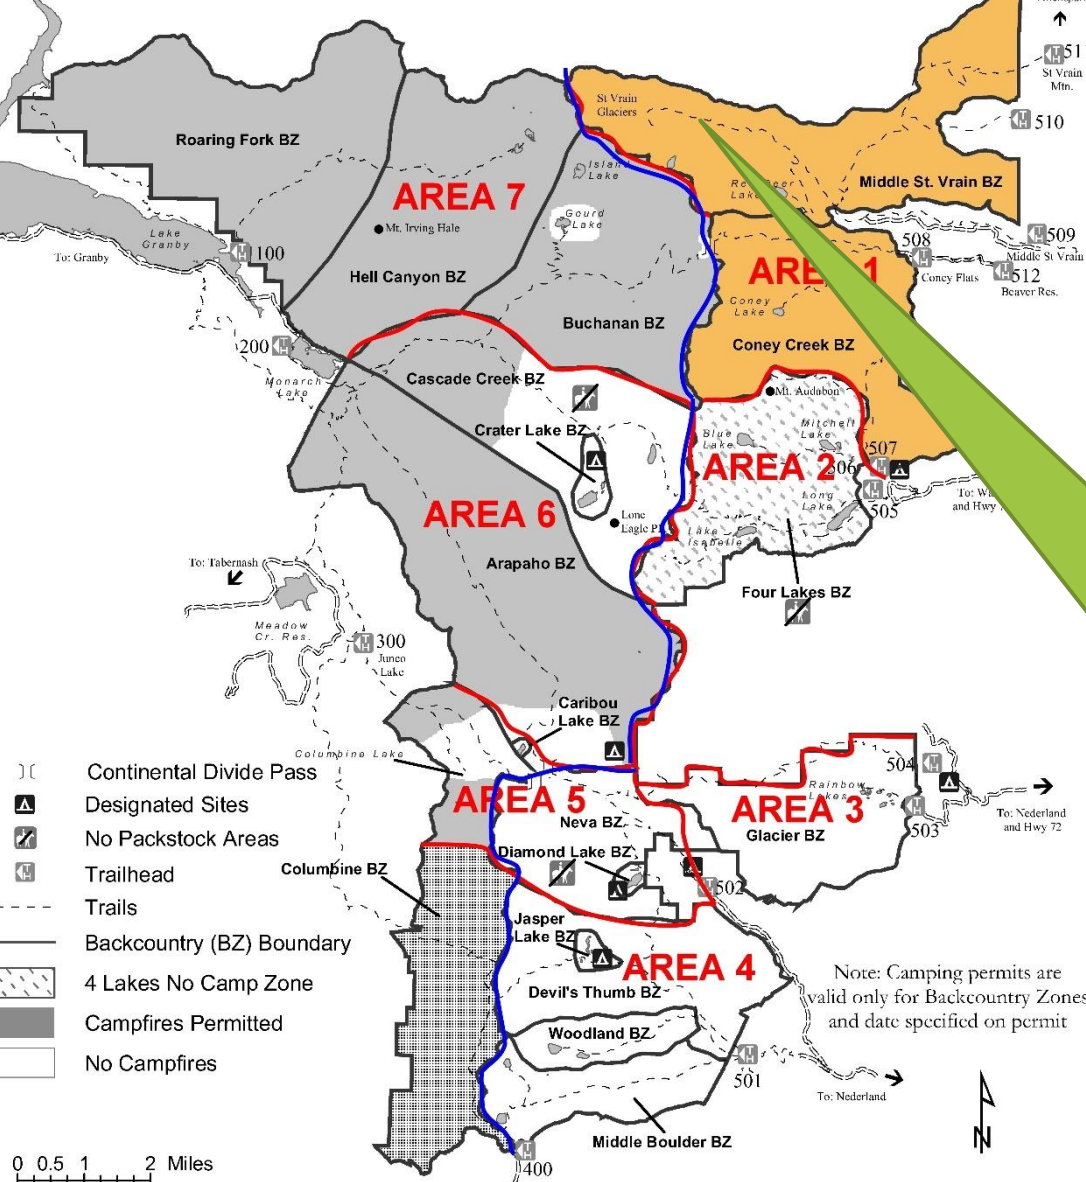 51
St Vrain
Mtn.
510
St Vrain
Glaciers
Roaring Fork BZ
Island
Lake
AREA 7
Middle St. Vrain BZ
Gourd
Lake
Mt. Irving Hale
Lake
Granby
To: Granby
100
508
509
Middle St Vrain
Coney Flats
512
Beaver Res.
Hell Canyon BZ
Coney
Lake
Buchanan BZ
200
Coney Creek BZ
Monarch
Lake
Cascade Creek BZ
Mt. Audubon
Crater Lake BZ
Blue
Lake
Mitchell
Lake
507
AREA 2
506
505
Long
Lake
and Hwy
AREA 6
Lone
Eagle P
Lake
Isabelle
Arapaho BZ
To: Tabernash
Four Lakes BZ
Meadow
Cr. Res.
300
Junco
Lake
Caribou
Lake BZ
Columbine Lake
504
Continental Divide Pass
Designated Sites
No Packstock Areas
Trailhead
Trails
Backcountry (BZ) Boundary
4 Lakes No Camp Zone
Campfires Permitted
No Campfires
AREA 5
Neva BZ
Rainbow
Lakes
AREA 3
Glacier BZ
503
To: Nederland
and Hwy 72
Columbine BZ
Diamond Lake BZ
502
Jasper
Lake BZ
AREA 4
Devil's Thumb BZ
Note: Camping permits are
valid only for Backcountry Zones
and date specified on permit
Woodland BZ
501
To: Nederland
Middle Boulder BZ
N
400
0 0.5 1 2 Miles